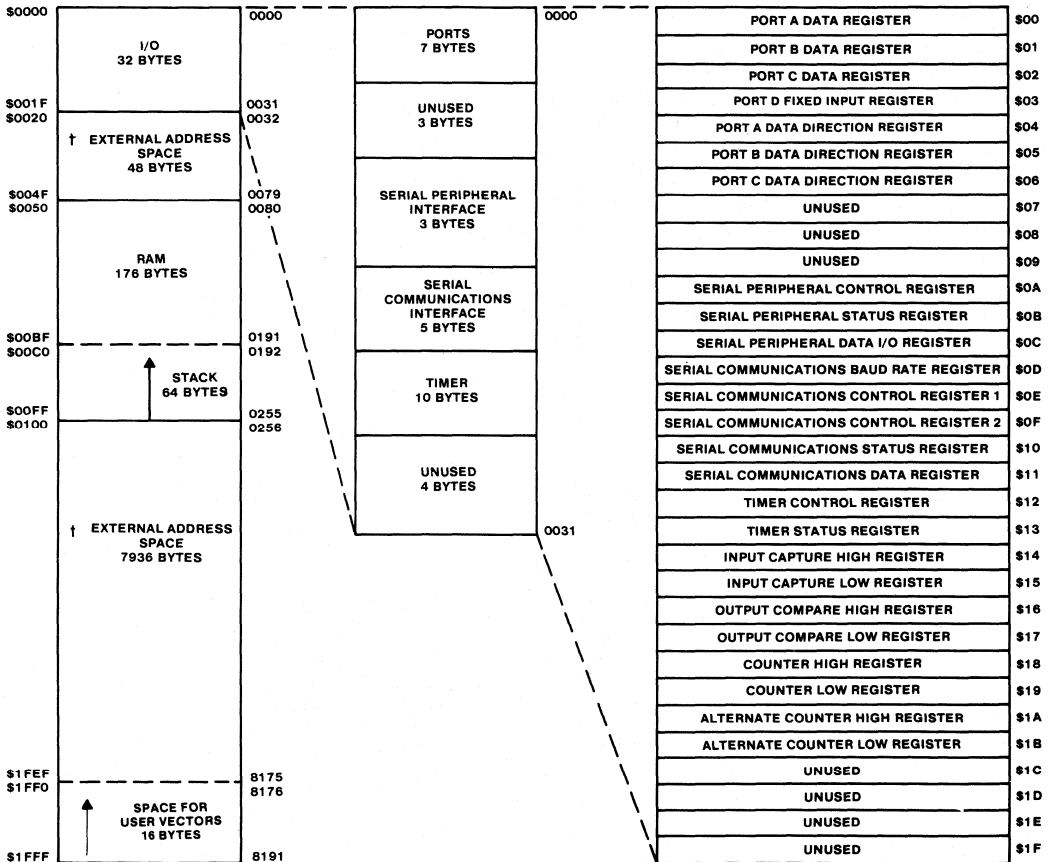 $0000
I/O
32 BYTES
0000
$001F
0031
$0020
0032
† EXTERNAL ADDRESS
SPACE
48 BYTES
$004F
0079
$0050
0080
RAM
176 BYTES
$00BF
0191
$00C0
0192
STACK
64 BYTES
$00FF
0255
$0100
0256
† EXTERNAL ADDRESS
SPACE
7936 BYTES
$1FEF
8175
$1FF0
8176
SPACE FOR
USER VECTORS
16 BYTES
$1FFF
8191
0000
PORTS
7 BYTES
UNUSED
3 BYTES
SERIAL PERIPHERAL
INTERFACE
3 BYTES
SERIAL
COMMUNICATIONS
INTERFACE
5 BYTES
TIMER
10 BYTES
UNUSED
4 BYTES
0031
PORT A DATA REGISTER $00
PORT B DATA REGISTER $01
PORT C DATA REGISTER $02
PORT D FIXED INPUT REGISTER $03
PORT A DATA DIRECTION REGISTER $04
PORT B DATA DIRECTION REGISTER $05
PORT C DATA DIRECTION REGISTER $06
UNUSED $07
UNUSED $08
UNUSED $09
SERIAL PERIPHERAL CONTROL REGISTER $0A
SERIAL PERIPHERAL STATUS REGISTER $0B
SERIAL PERIPHERAL DATA I/O REGISTER $0C
SERIAL COMMUNICATIONS BAUD RATE REGISTER $0D
SERIAL COMMUNICATIONS CONTROL REGISTER 1 $0E
SERIAL COMMUNICATIONS CONTROL REGISTER 2 $0F
SERIAL COMMUNICATIONS STATUS REGISTER $10
SERIAL COMMUNICATIONS DATA REGISTER $11
TIMER CONTROL REGISTER $12
TIMER STATUS REGISTER $13
INPUT CAPTURE HIGH REGISTER $14
INPUT CAPTURE LOW REGISTER $15
OUTPUT COMPARE HIGH REGISTER $16
OUTPUT COMPARE LOW REGISTER $17
COUNTER HIGH REGISTER $18
COUNTER LOW REGISTER $19
ALTERNATE COUNTER HIGH REGISTER $1A
ALTERNATE COUNTER LOW REGISTER $1B
UNUSED $1C
UNUSED $1D
UNUSED $1E
UNUSED $1F